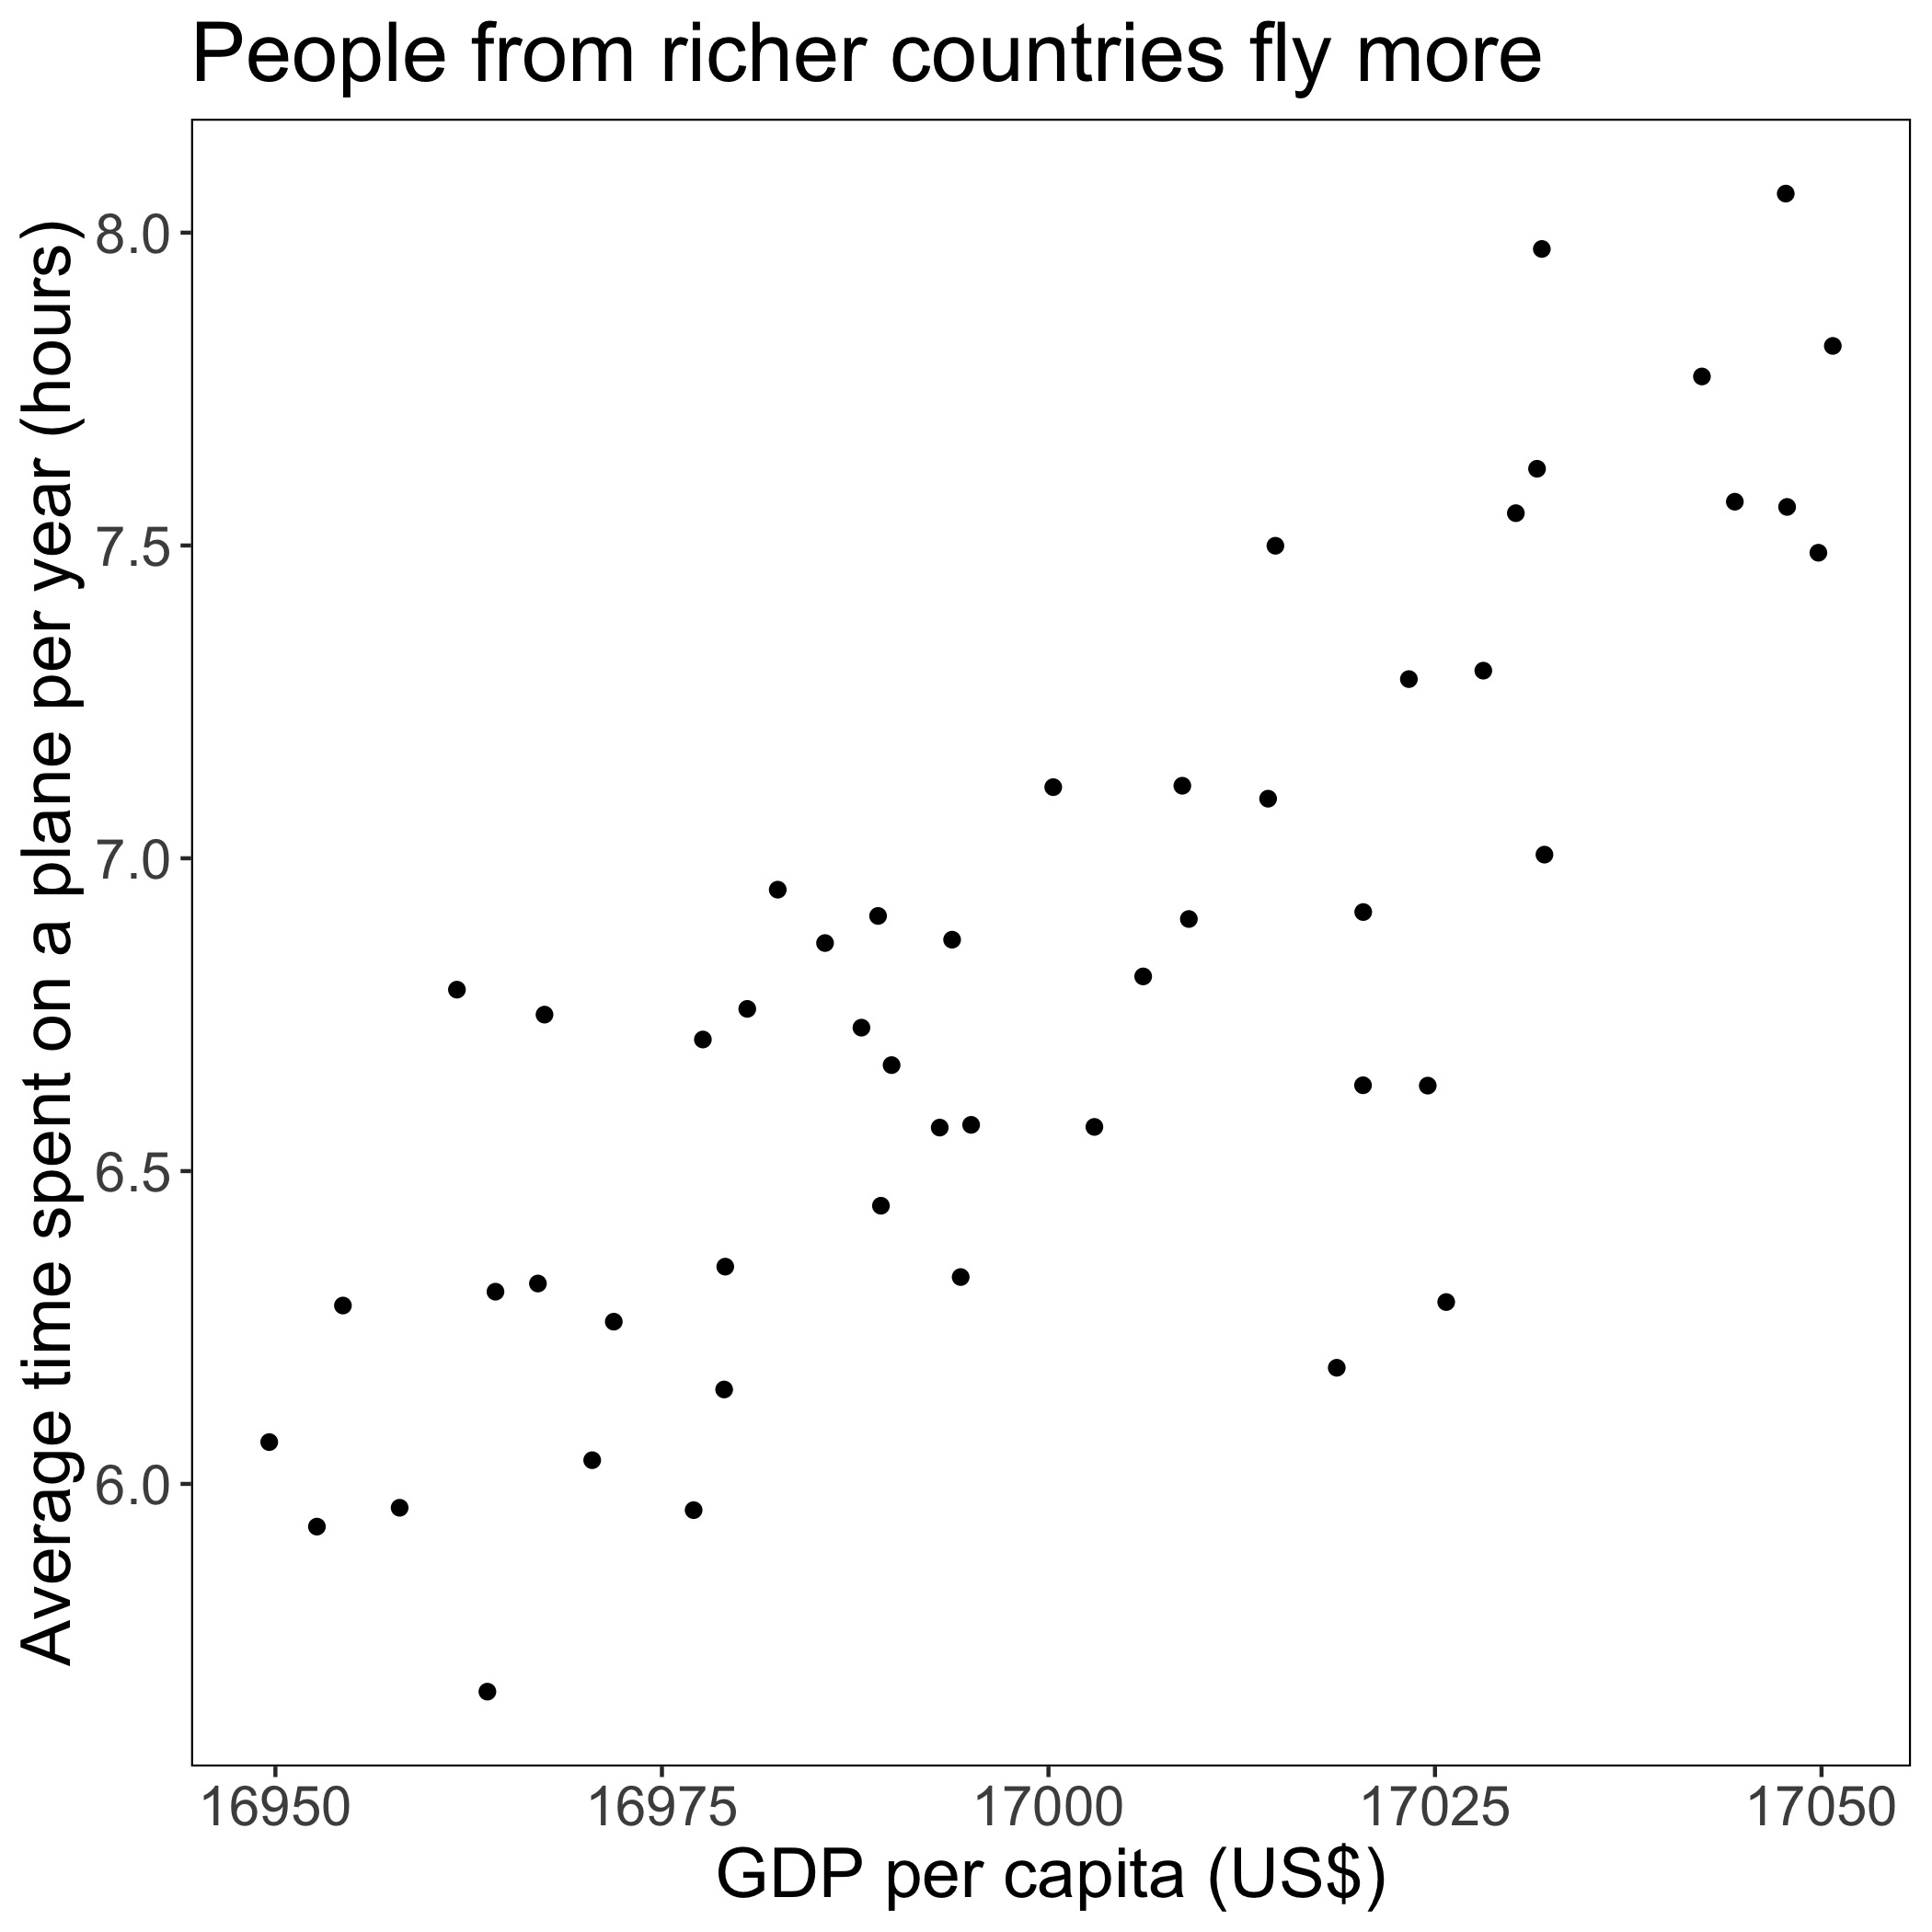 People from richer countries fly more
Average time spent on a plane per year (hours)
8.0
7.5
7.0
6.5
6.0
16950 16975 17000 17025 17050
GDP per capita (US$)